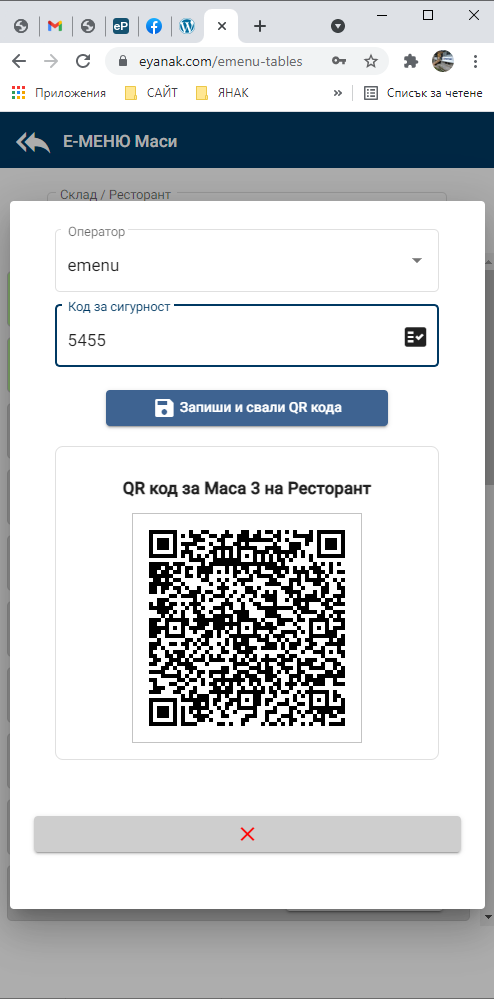 eP
eyanak.com/emenu-tables
Приложения
САЙТ
ЯНАК
»
Списък за четене
Е-МЕНЮ Маси
Склад / Ресторант
Оператор
emenu
Код за сигурност
5455
Запиши и свали QR кода
QR код за Маса 3 на Ресторант